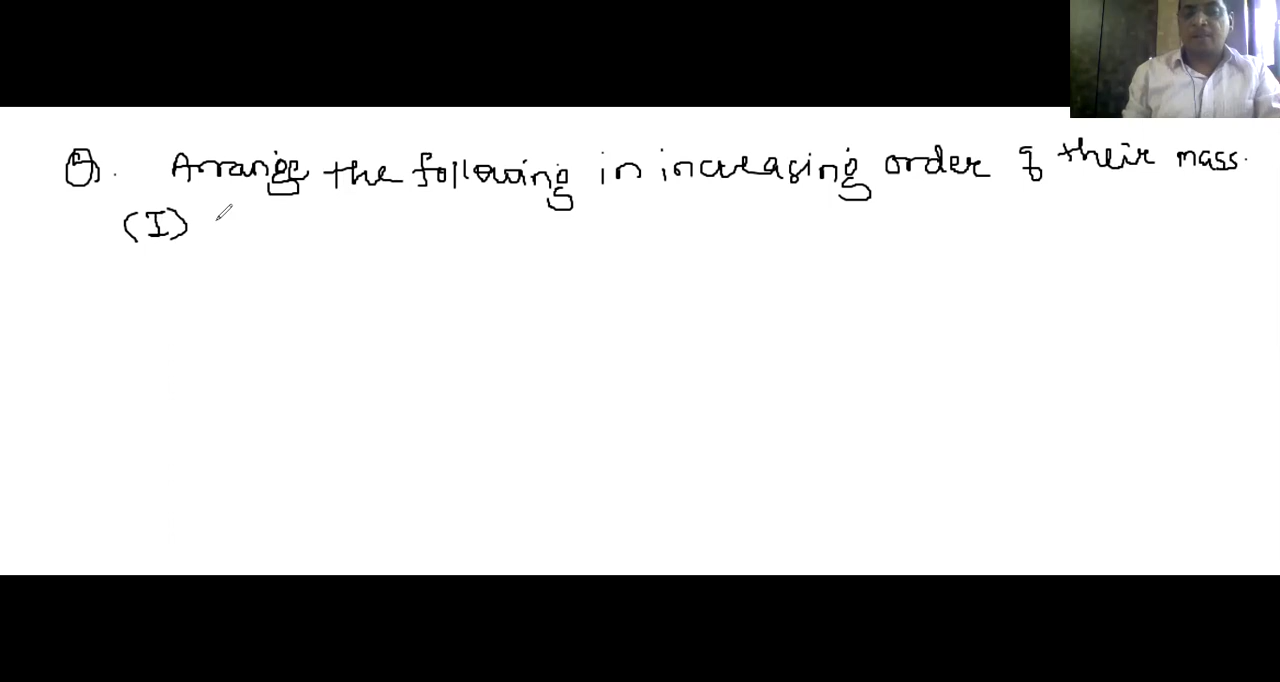 Q. Arrange the following in increasing order of their mass.
(I)